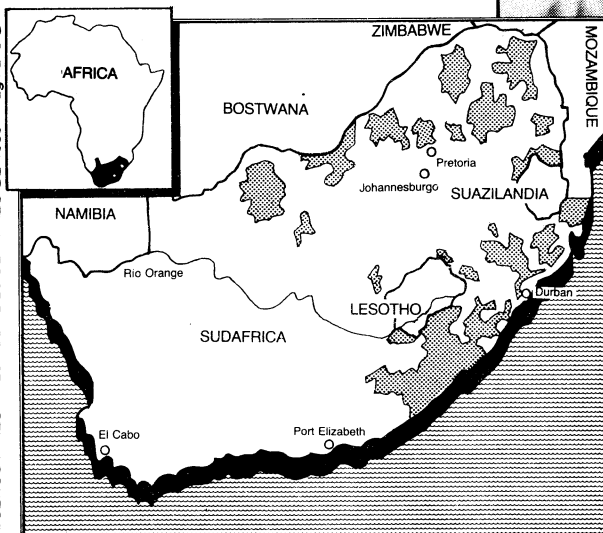 ZIMBABWE
MOZAMBIQUE
AFRICA
BOSTWANA
Pretoria
Johannesburgo
SUAZILANDIA
NAMIBIA
Rio Orange
Durban
LESOTHO
SUDAFRICA
El Cabo
Port Elizabeth